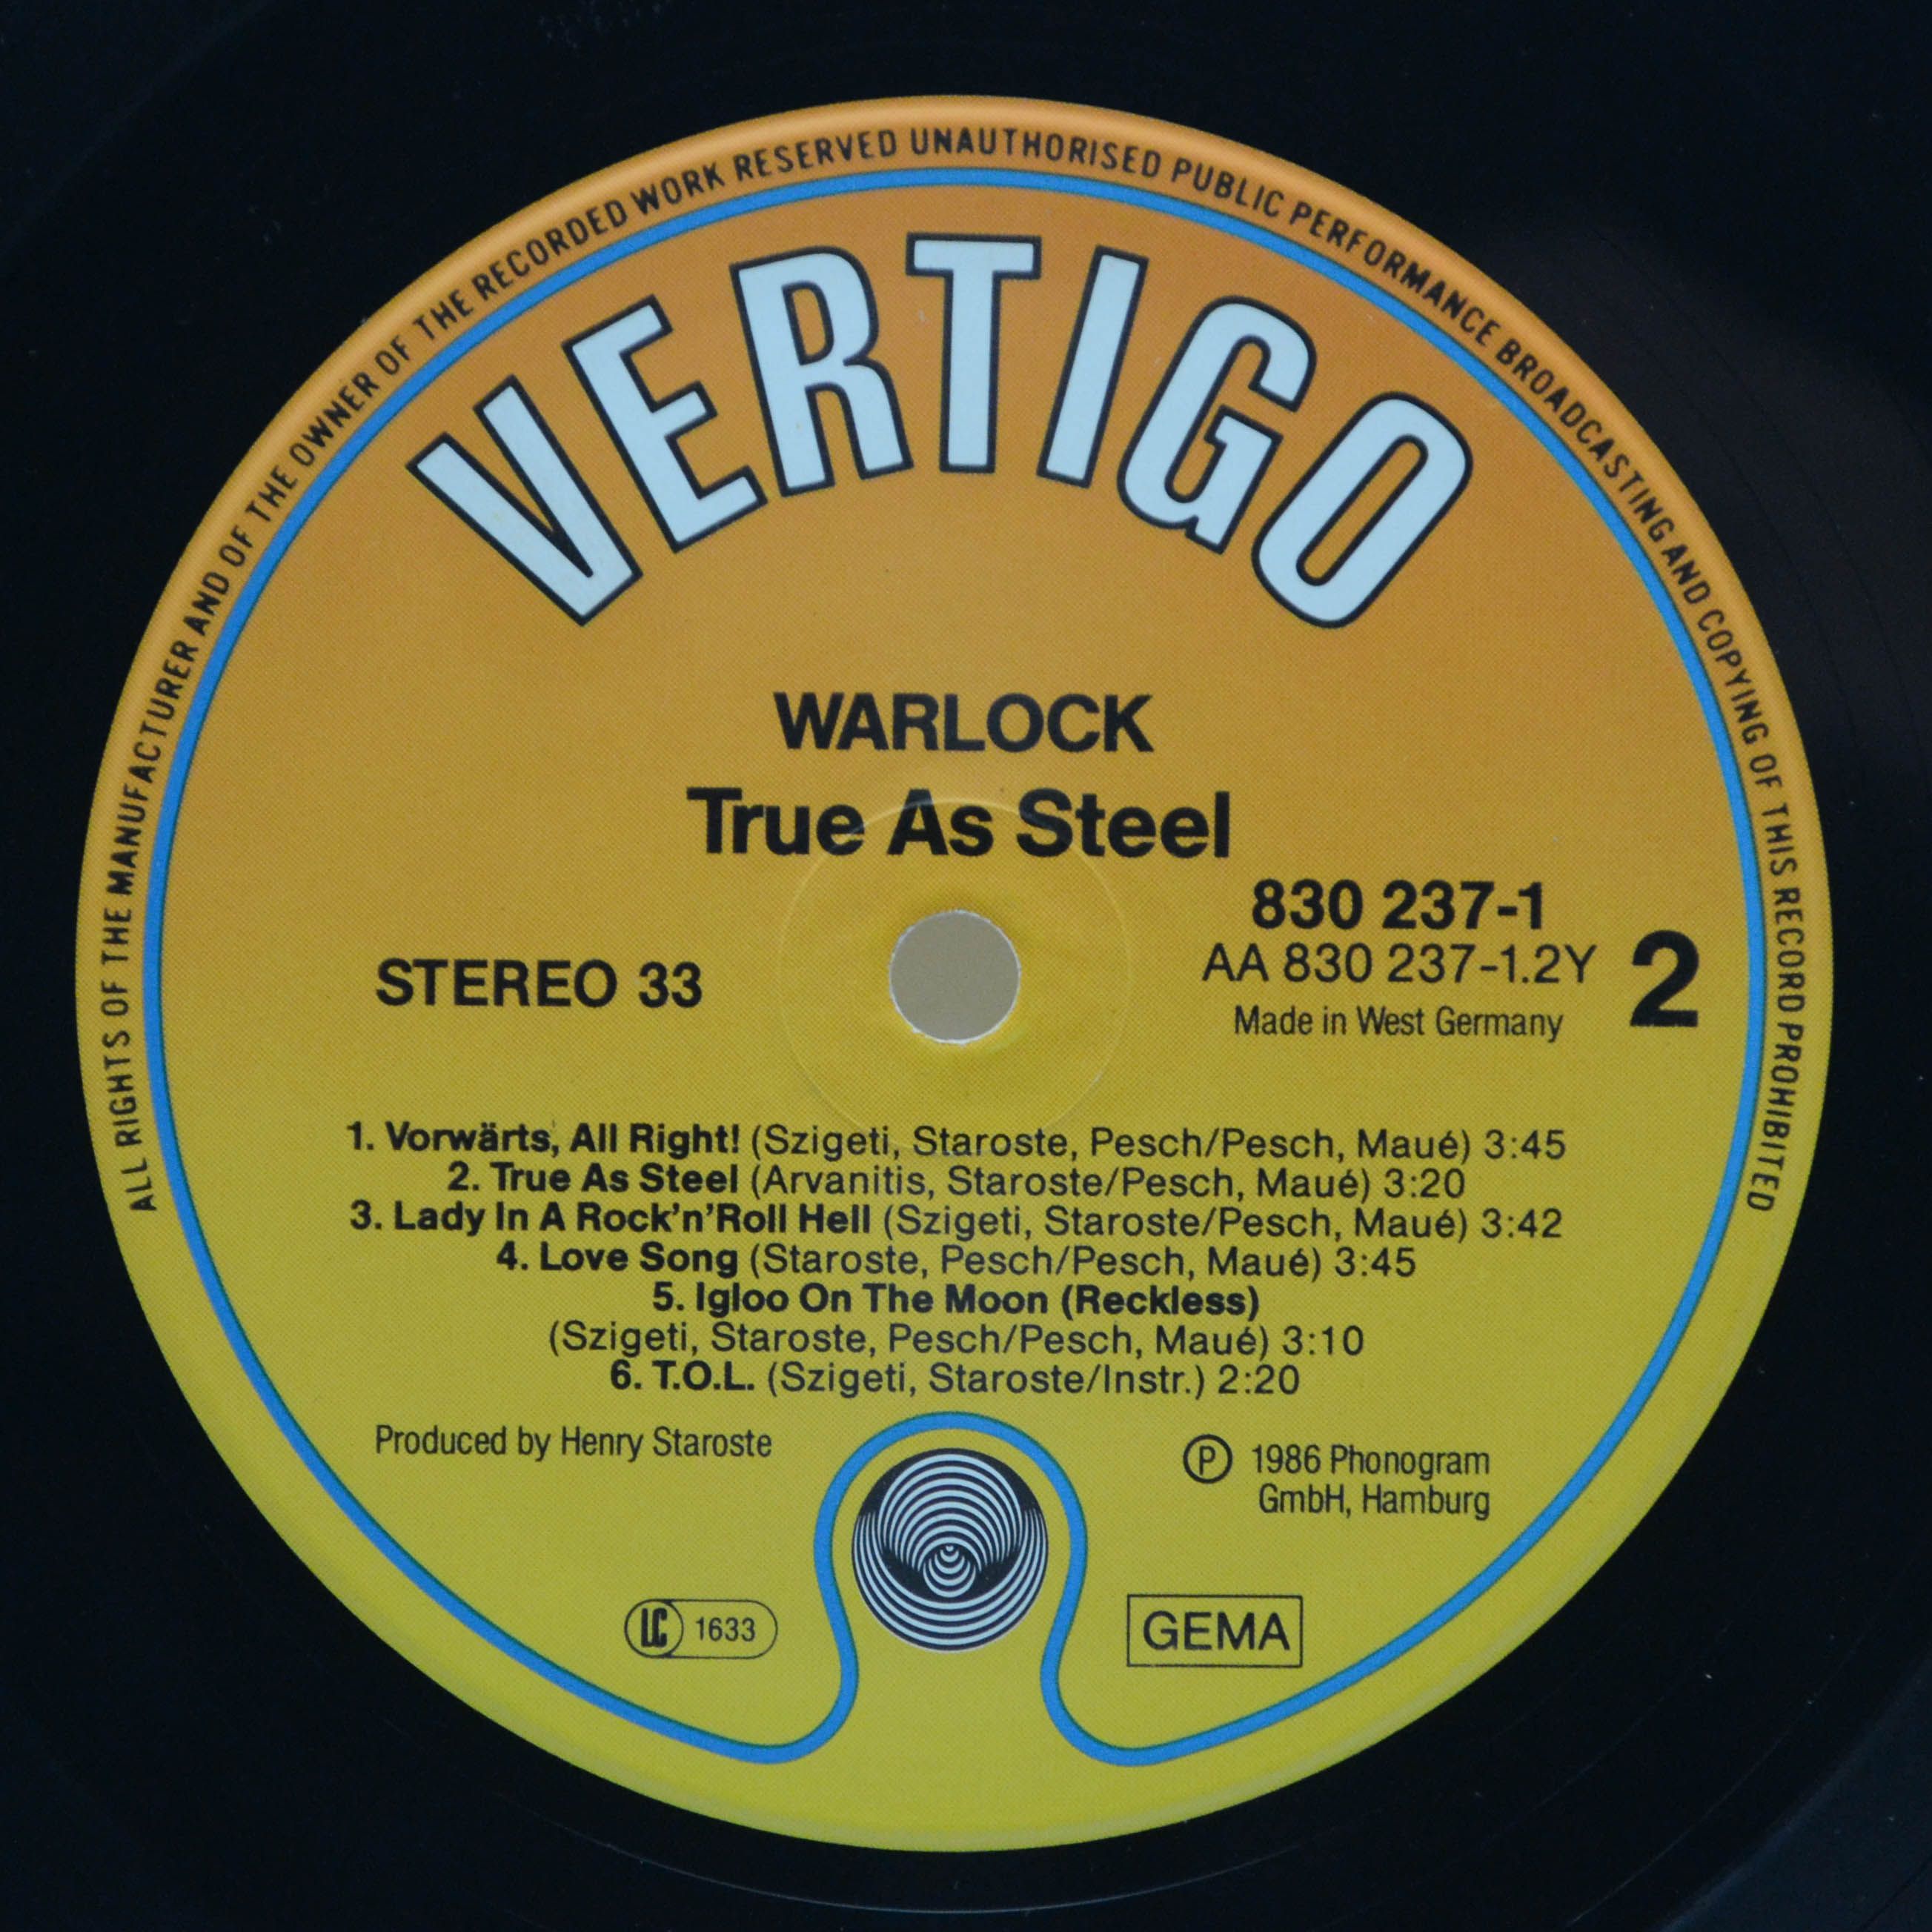 ALL RIGHTS OF THE MANUFACTURER AND OF THE OWNER OF THE RECORDED WORK RESERVED UNAUTHORISED PUBLIC PERFORMANCE BROADCASTING AND COPYING OF THIS RECORD PROHIBITED
VERTIGO
WARLOCK
True As Steel
830 237-1
AA 830 237-1.2Y
2
STEREO 33
Made in West Germany
1. Vorwärts, All Right! (Szigeti, Staroste, Pesch/Pesch, Maué) 3:45
2. True As Steel (Arvanitis, Staroste/Pesch, Maué) 3:20
3. Lady In A Rock'n'Roll Hell (Szigeti, Staroste/Pesch, Maué) 3:42
4. Love Song (Staroste, Pesch/Pesch, Maué) 3:45
5. Igloo On The Moon (Reckless)
(Szigeti, Staroste, Pesch/Pesch, Maué) 3:10
6. T.O.L. (Szigeti, Staroste/Instr.) 2:20
Produced by Henry Staroste
Ⓟ 1986 Phonogram
GmbH, Hamburg
LC 1633
GEMA